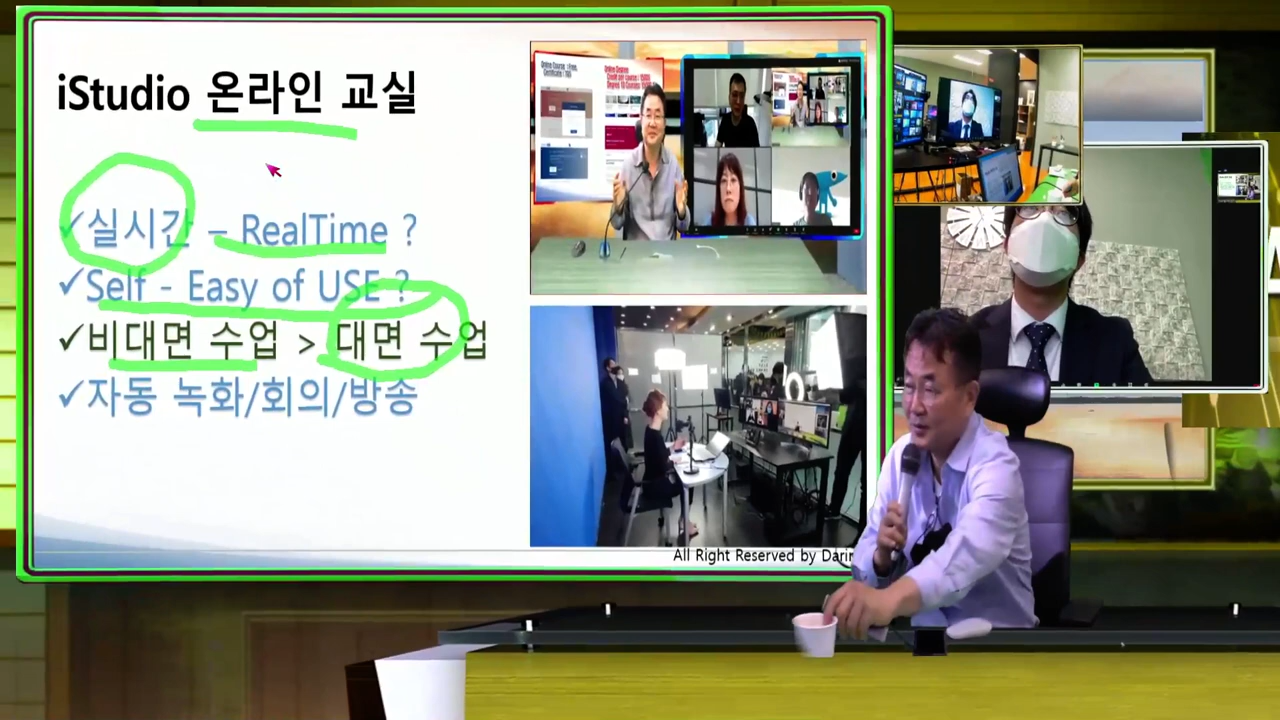 iStudio 온라인 교실
✓실시간 – RealTime ?
✓Self - Easy of USE ?
✓비대면 수업 > 대면 수업
✓자동 녹화/회의/방송
All Right Reserved by